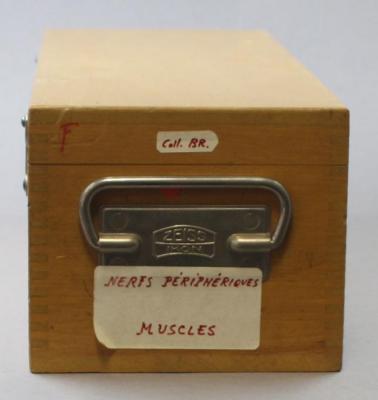 F
Coll. BR.
ZEISS
IKON
NERFS PÉRIPHÉRIQUES
MUSCLES